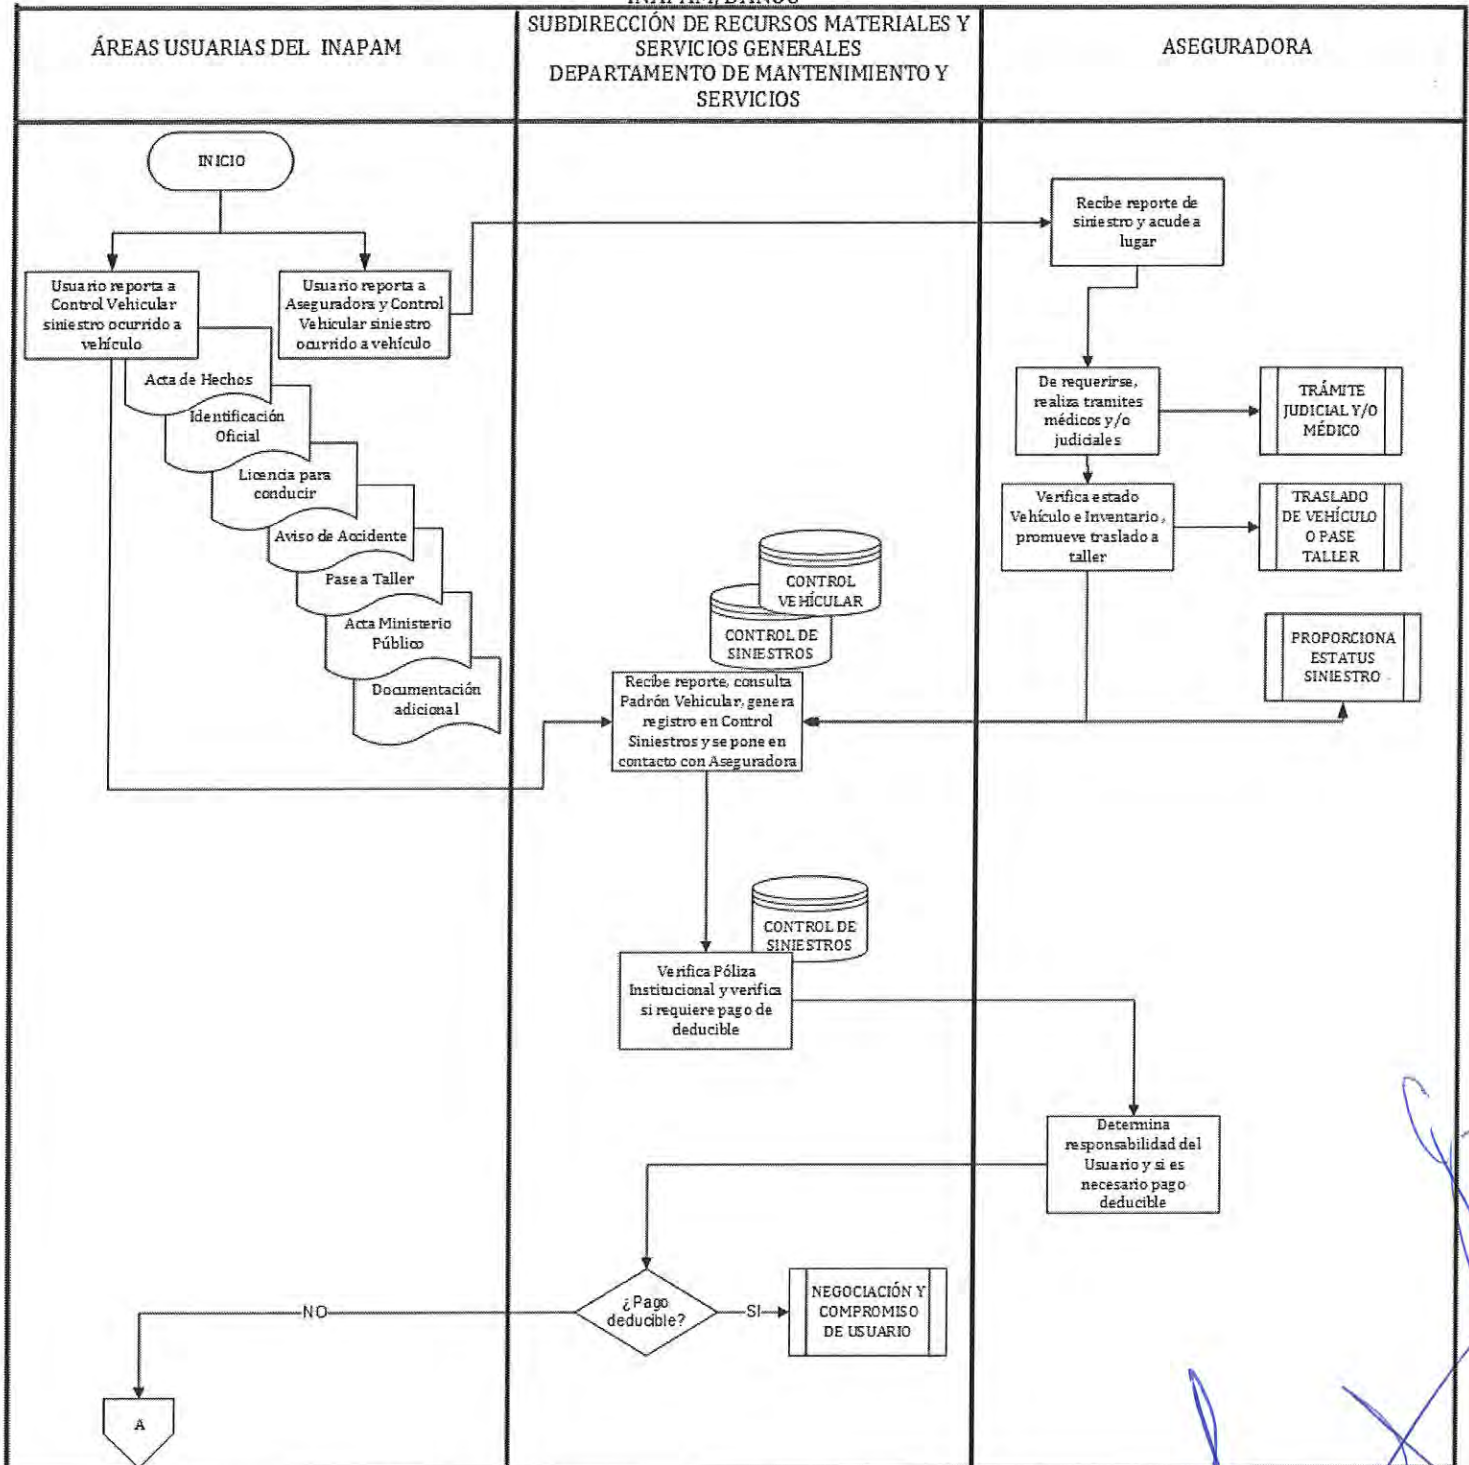 ÁREAS USUARIAS DEL INAPAM
SUBDIRECCIÓN DE RECURSOS MATERIALES Y
SERVICIOS GENERALES
DEPARTAMENTO DE MANTENIMIENTO Y
SERVICIOS
ASEGURADORA
INICIO
Usuario reporta a
Control Vehicular
siniestro ocurrido a
vehículo
Usuario reporta a
Aseguradora y Control
Vehicular siniestro
ocurrido a vehículo
Recibe reporte de
siniestro y acude a
lugar
Acta de Hechos
Identificación
Oficial
Licencia para
conducir
Aviso de Accidente
Pase a Taller
Acta Ministerio
Público
Documentación
adicional
De requerirse,
realiza tramites
médicos y/o
judiciales
TRÁMITE
JUDICIAL Y/O
MÉDICO
Verifica estado
Vehículo e Inventario,
promueve traslado a
taller
TRASLADO
DE VEHÍCULO
O PASE
TALLER
CONTROL
VEHÍCULAR
CONTROL DE
SINIESTROS
PROPORCIONA
ESTATUS
SINIESTRO
Recibe reporte, consulta
Padrón Vehicular, genera
registro en Control
Siniestros y se pone en
contacto con Aseguradora
CONTROL DE
SINIESTROS
Verifica Póliza
Institucional y verifica
si requiere pago de
deducible
Determina
responsabilidad del
Usuario y si es
necesario pago
deducible
¿Pago
deducible?
NO
SI
NEGOCIACIÓN Y
COMPROMISO
DE USUARIO
A